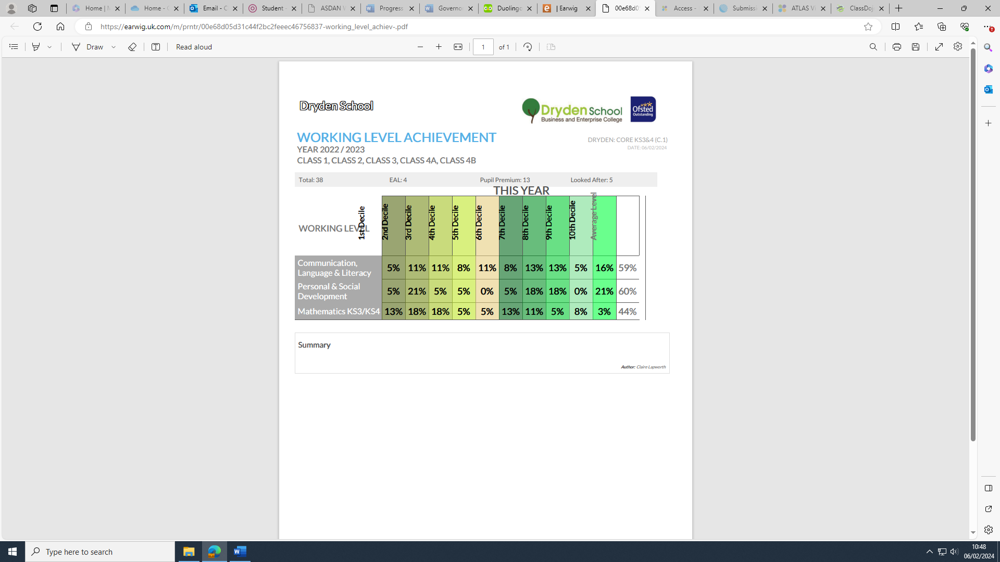 Home | M
Home - C
Email - C
Student -
ASDAN W
Progress
Governor
Duolingo
| Earwig
00e68d05
Access -
Submissi
ATLAS Vi
ClassDoj
https://earwig.uk.com/m/prntr/00e68d05d31c44f2bc2feeec46756837-working_level_achiev-.pdf
Draw
Read aloud
1 of 1
Dryden School
Dryden School
Business and Enterprise College
Ofsted
Outstanding
WORKING LEVEL ACHIEVEMENT
DRYDEN: CORE KS3&4 (C.1)
YEAR 2022 / 2023
DATE: 06/02/2024
CLASS 1, CLASS 2, CLASS 3, CLASS 4A, CLASS 4B
Total: 38 EAL: 4 Pupil Premium: 13 Looked After: 5
THIS YEAR
WORKING LEVEL
1st Decile
2nd Decile
3rd Decile
4th Decile
5th Decile
6th Decile
7th Decile
8th Decile
9th Decile
10th Decile
Average Level
Communication,
Language & Literacy
5% 11% 11% 8% 11% 8% 13% 13% 5% 16% 59%
Personal & Social
Development
5% 21% 5% 5% 0% 5% 18% 18% 0% 21% 60%
Mathematics KS3/KS4 13% 18% 18% 5% 5% 13% 11% 5% 8% 3% 44%
Summary
Author: Claire Lapworth
Type here to search
10:48
06/02/2024